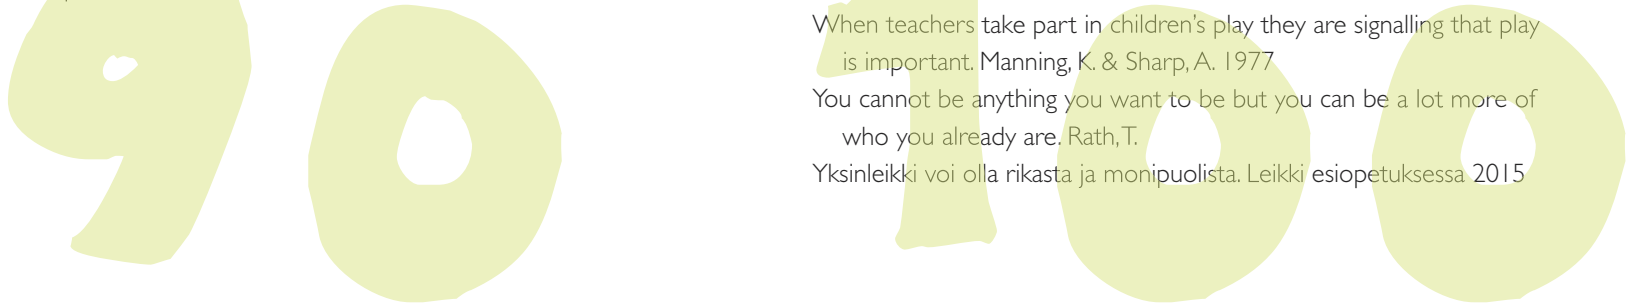 90
100
When teachers take part in children's play they are signalling that play
is important. Manning, K. & Sharp, A. 1977
You cannot be anything you want to be but you can be a lot more of
who you already are. Rath, T.
Yksinleikki voi olla rikasta ja monipuolista. Leikki esiopetuksessa 2015